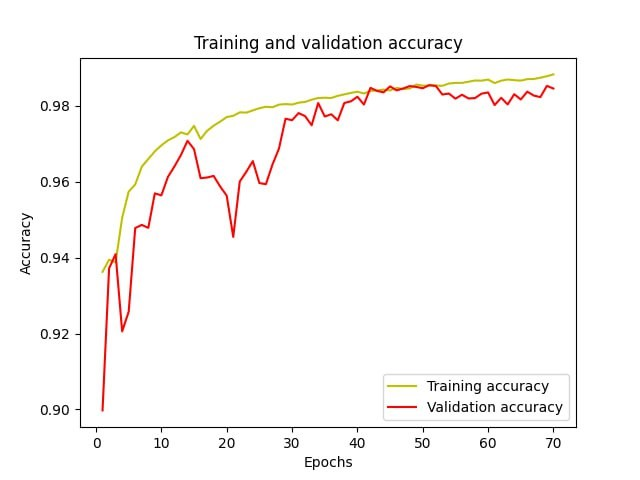 Training and validation accuracy
Accuracy
0.98
0.96
0.94
0.92
0.90
Training accuracy
Validation accuracy
0 10 20 30 40 50 60 70
Epochs